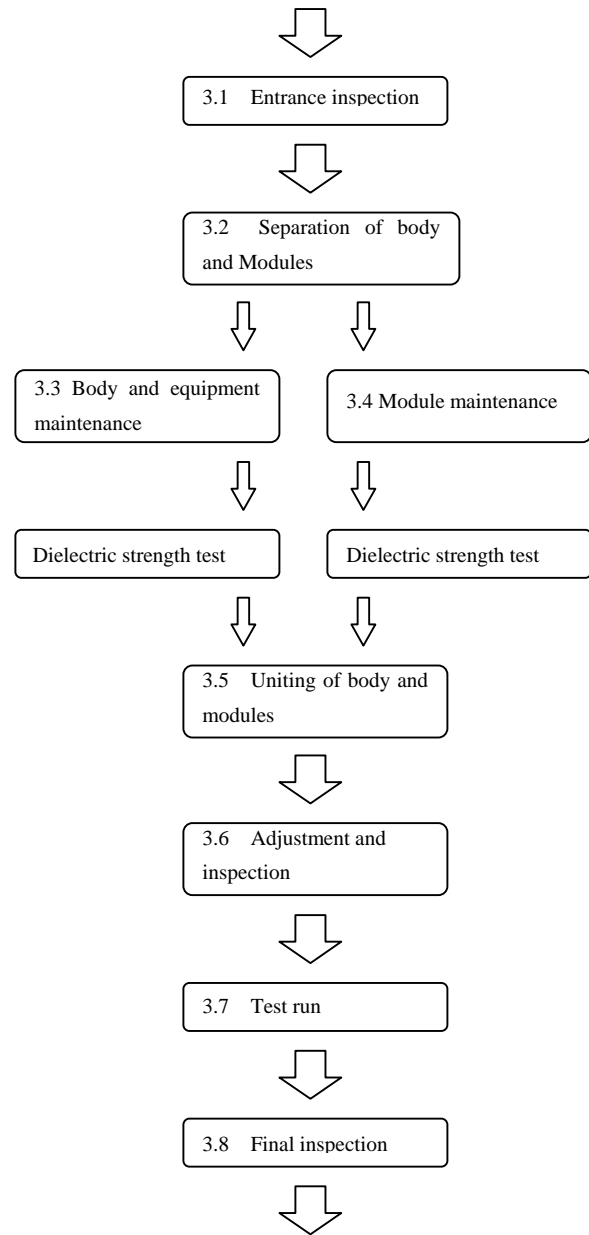 3.1 Entrance inspection
3.2 Separation of body
and Modules
3.3 Body and equipment
maintenance
3.4 Module maintenance
Dielectric strength test
Dielectric strength test
3.5 Uniting of body and
modules
3.6 Adjustment and
inspection
3.7 Test run
3.8 Final inspection